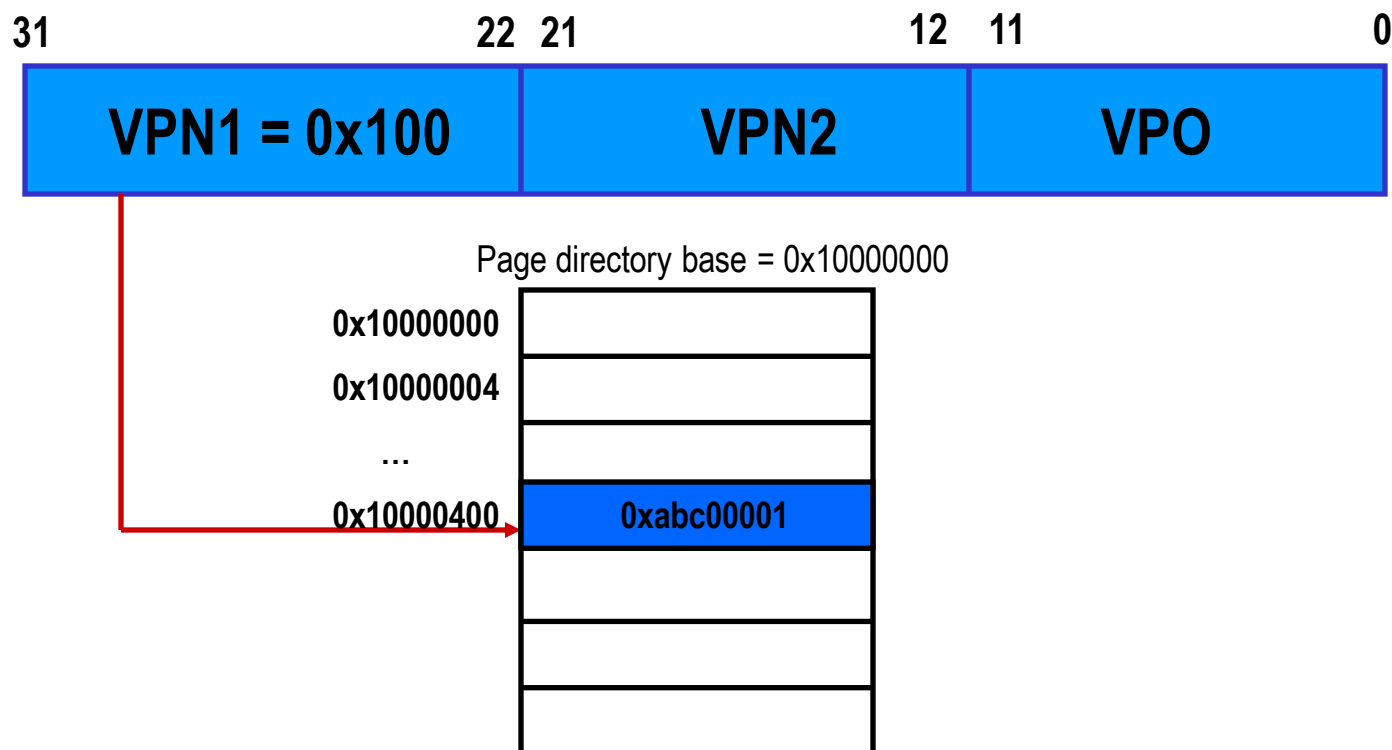 31 22 21 12 11 0
VPN1 = 0x100 VPN2 VPO
Page directory base = 0x10000000
0x10000000
0x10000004
...
0x10000400 0xabc00001